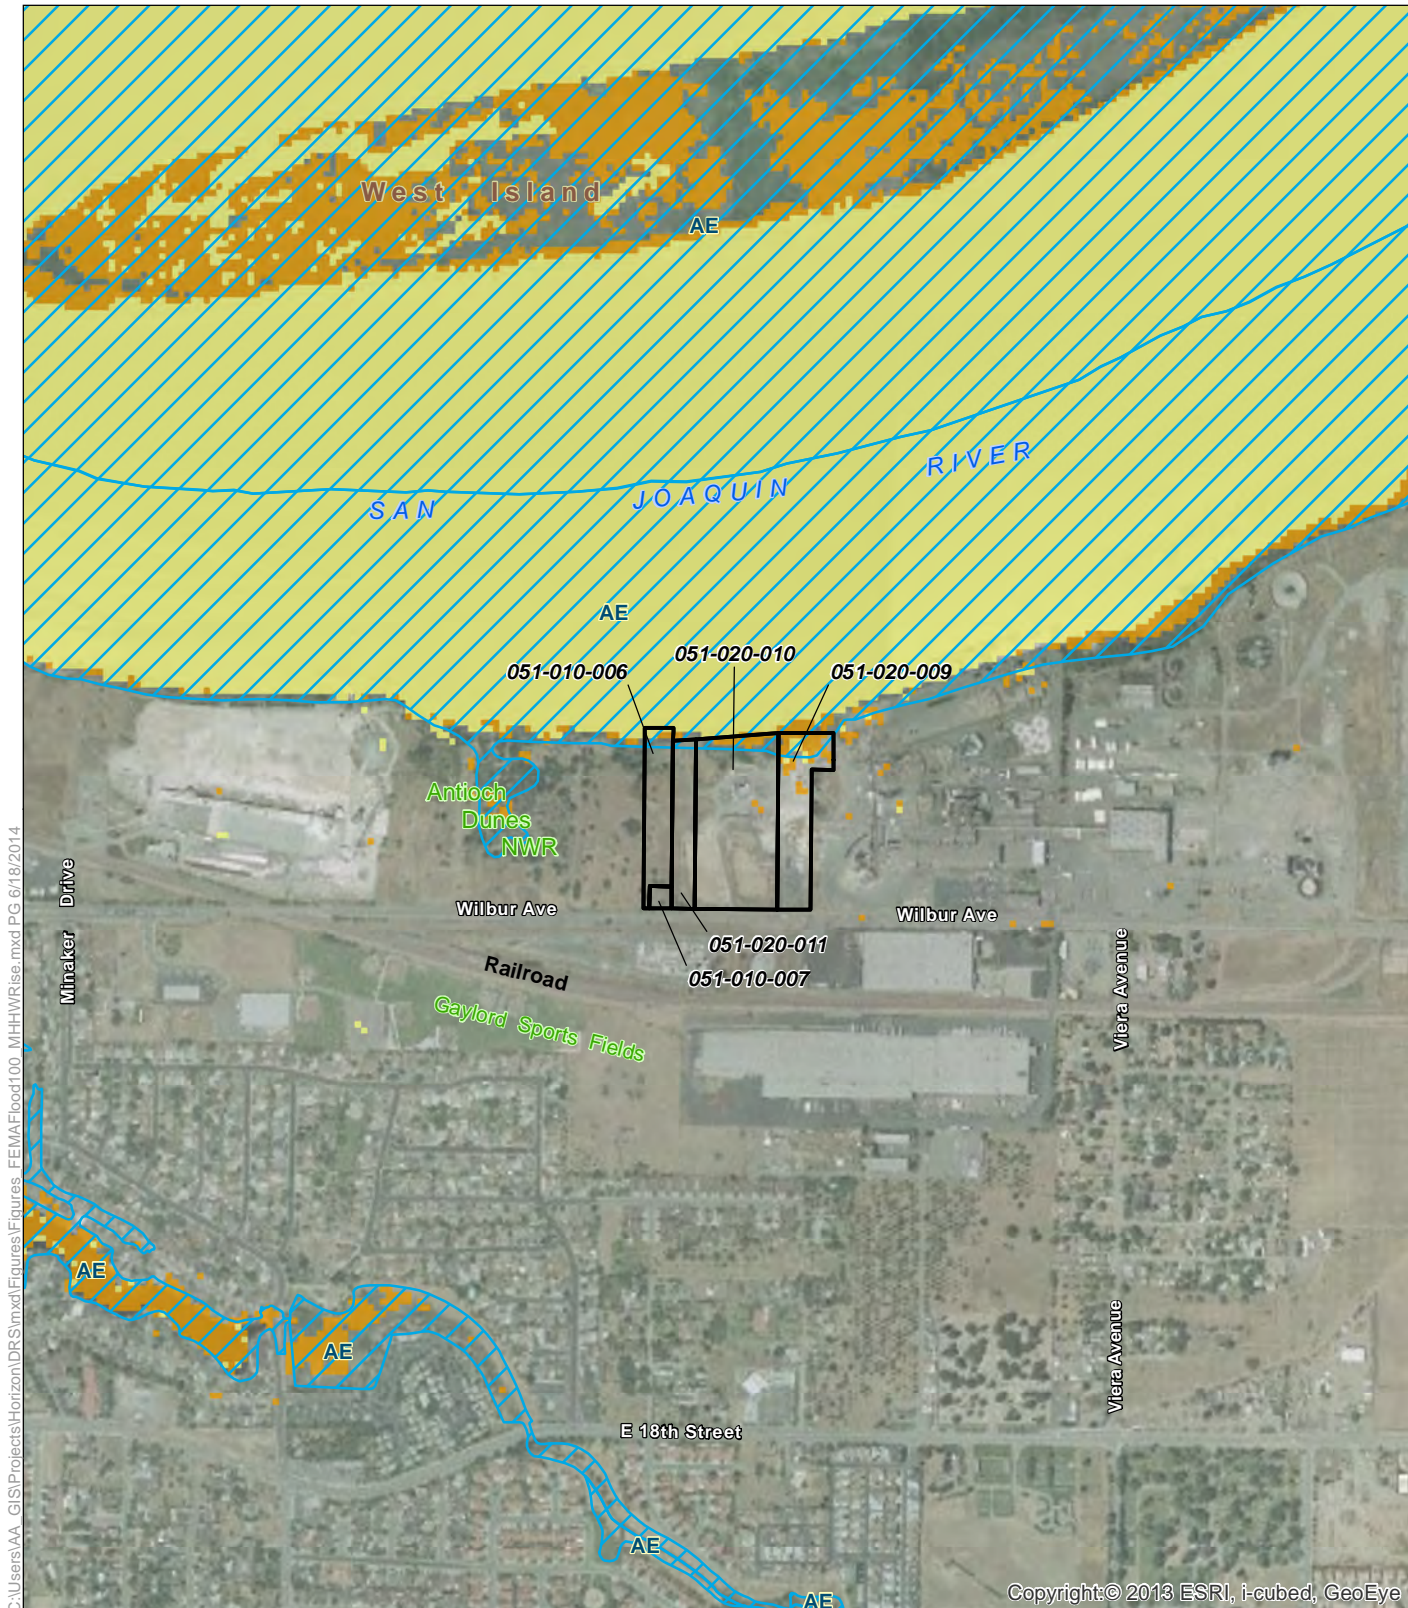 West Island
AE
RIVER
SAN JOAQUIN
AE
051-020-010
051-010-006
051-020-009
Antioch
Dunes
NWR
Minaker Drive
Wilbur Ave
Wilbur Ave
051-020-011
051-010-007
Railroad
Gaylord Sports Fields
Viera Avenue
AE
AE
Viera Avenue
E 18th Street
AE
AE
Copyright:© 2013 ESRI, i-cubed, GeoEye
C:\Users\AA_GIS\Projects\Horizon\DRS\mxd\Figures\Figures_FEMAFlood100_MHHWRise.mxd PG 6/18/2014